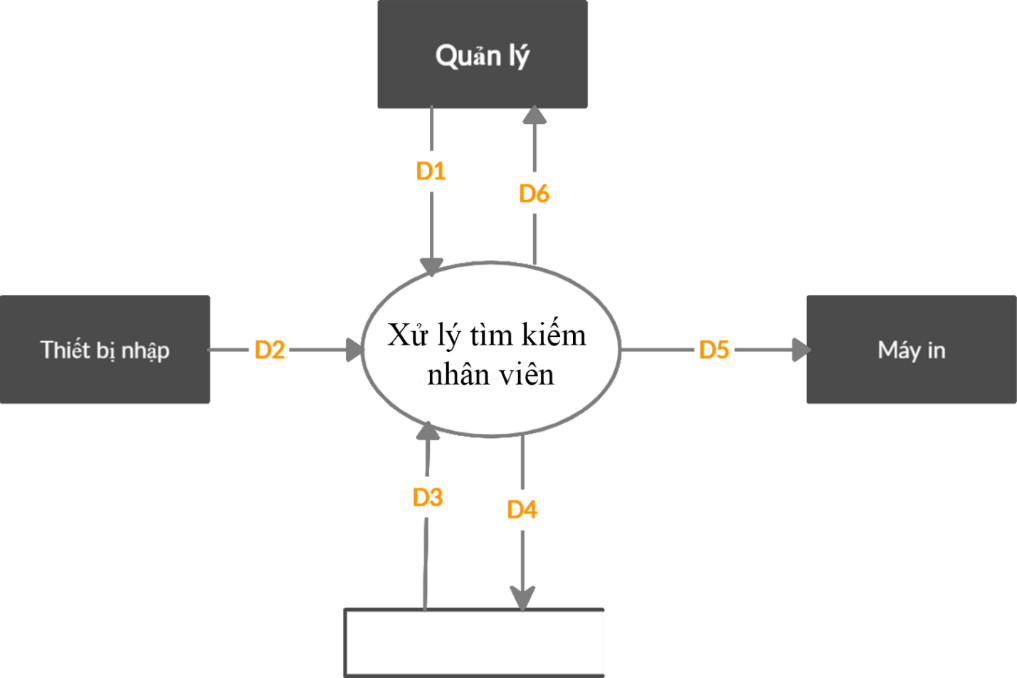 Quản lý
D1
D6
Thiết bị nhập
D2
Xử lý tìm kiếm
nhân viên
D5
Máy in
D3
D4